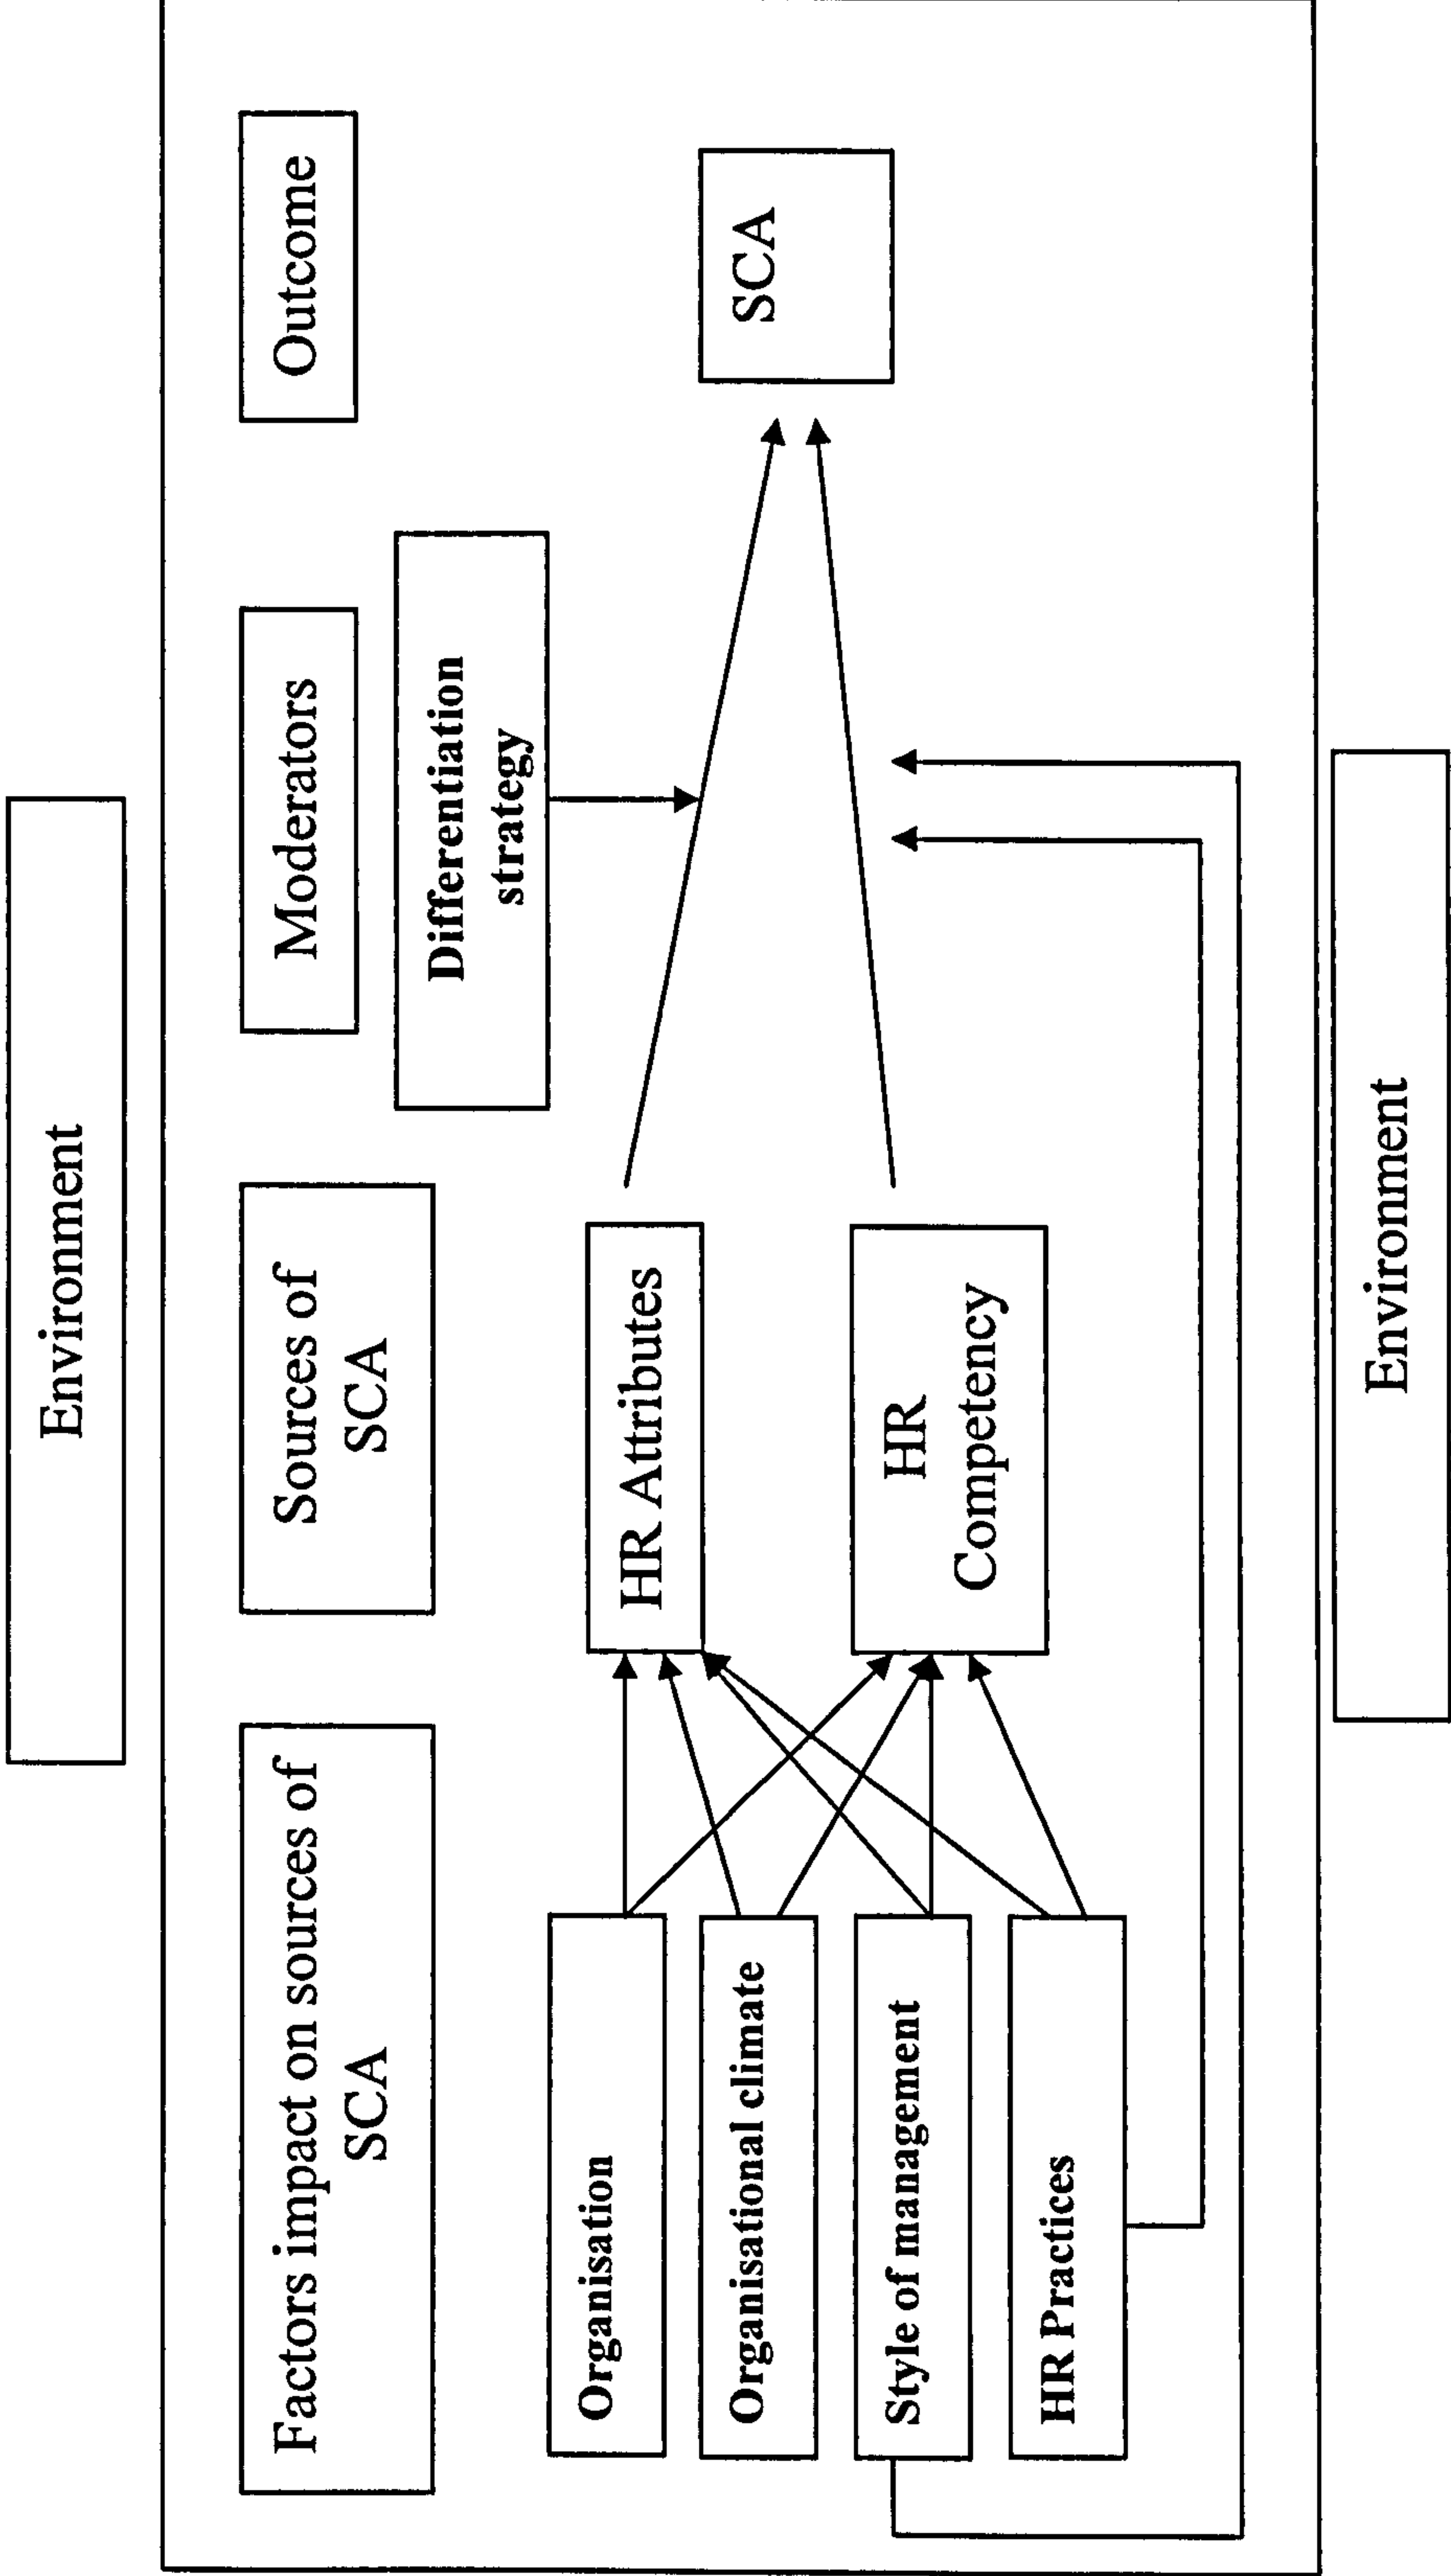 Environment
Factors impact on sources of
SCA
Sources of
SCA
Moderators
Outcome
Differentiation
strategy
Organisation
Organisational climate
Style of management
HR Practices
HR Attributes
HR
Competency
SCA
Environment